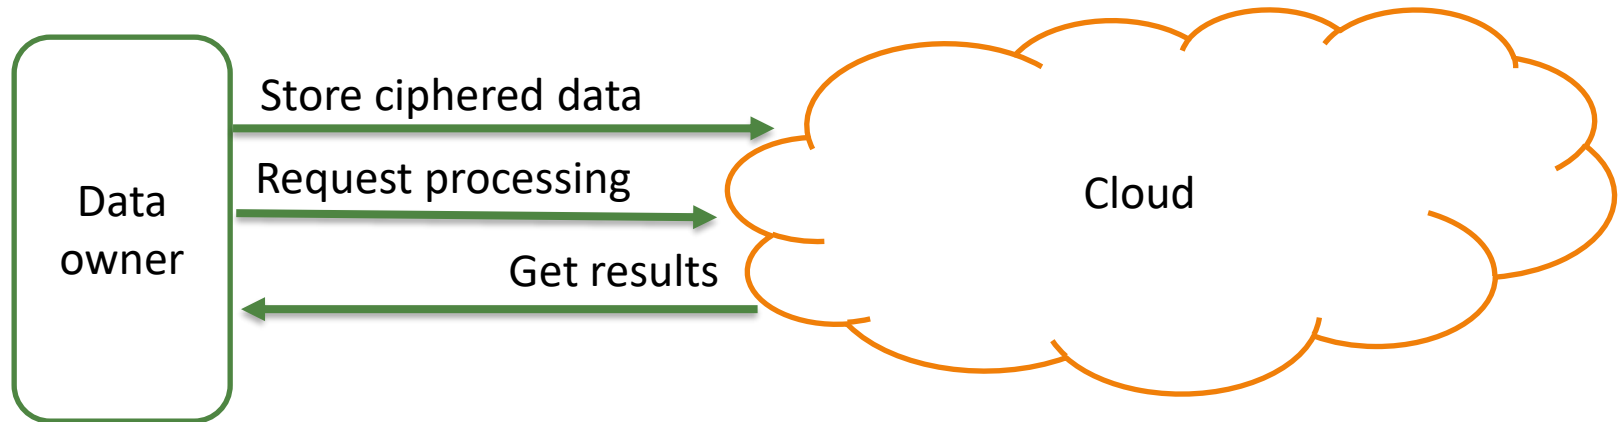 Store ciphered data
Request processing
Data
owner
Get results
Cloud